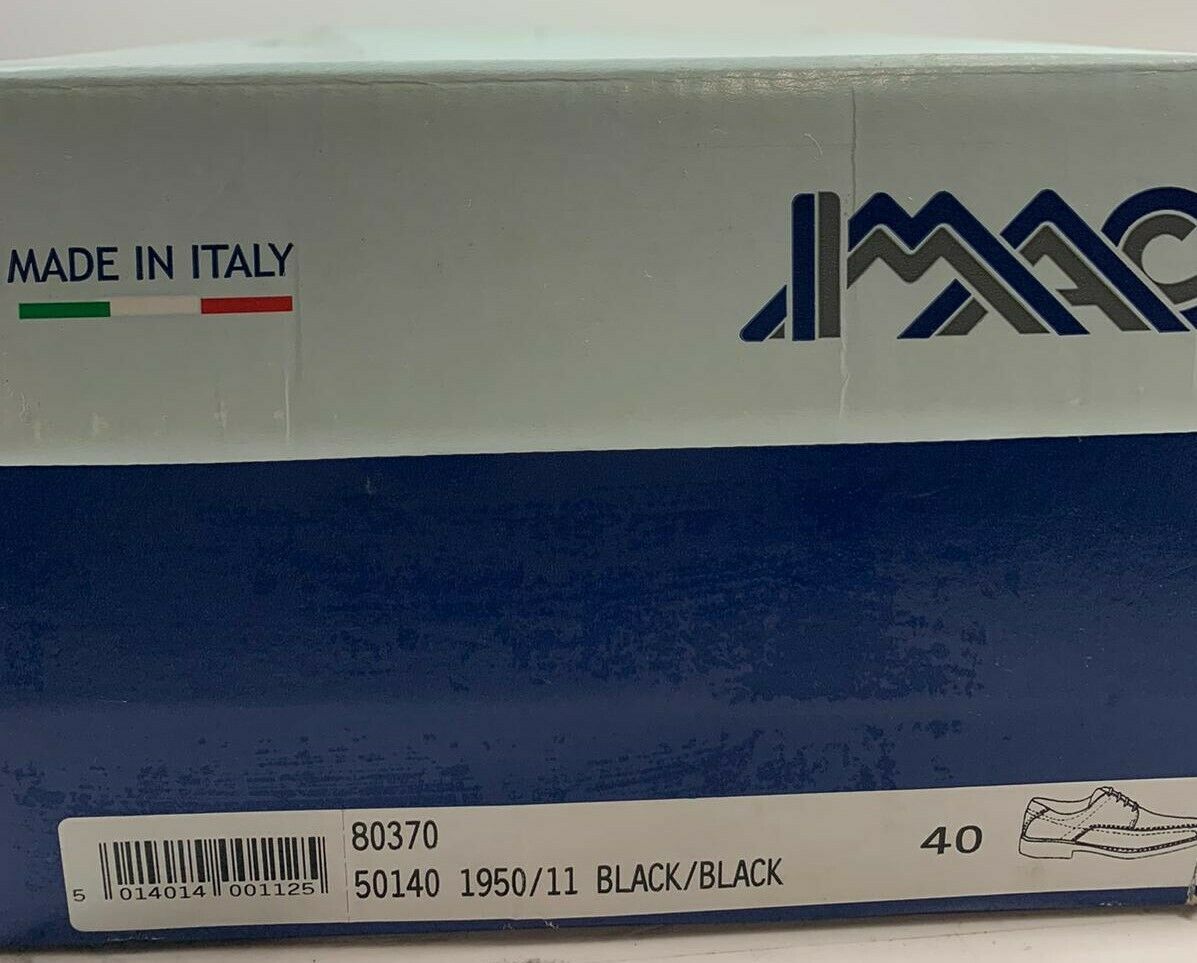 MADE IN ITALY
IMAC
80370
50140 1950/11 BLACK/BLACK
40
5 014014 001125